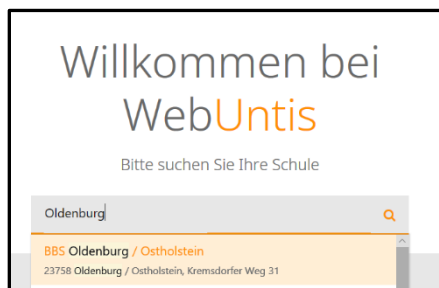 Willkommen bei
WebUntis
Bitte suchen Sie Ihre Schule
Oldenburg
BBS Oldenburg / Ostholstein
23758 Oldenburg / Ostholstein, Kremsdorfer Weg 31